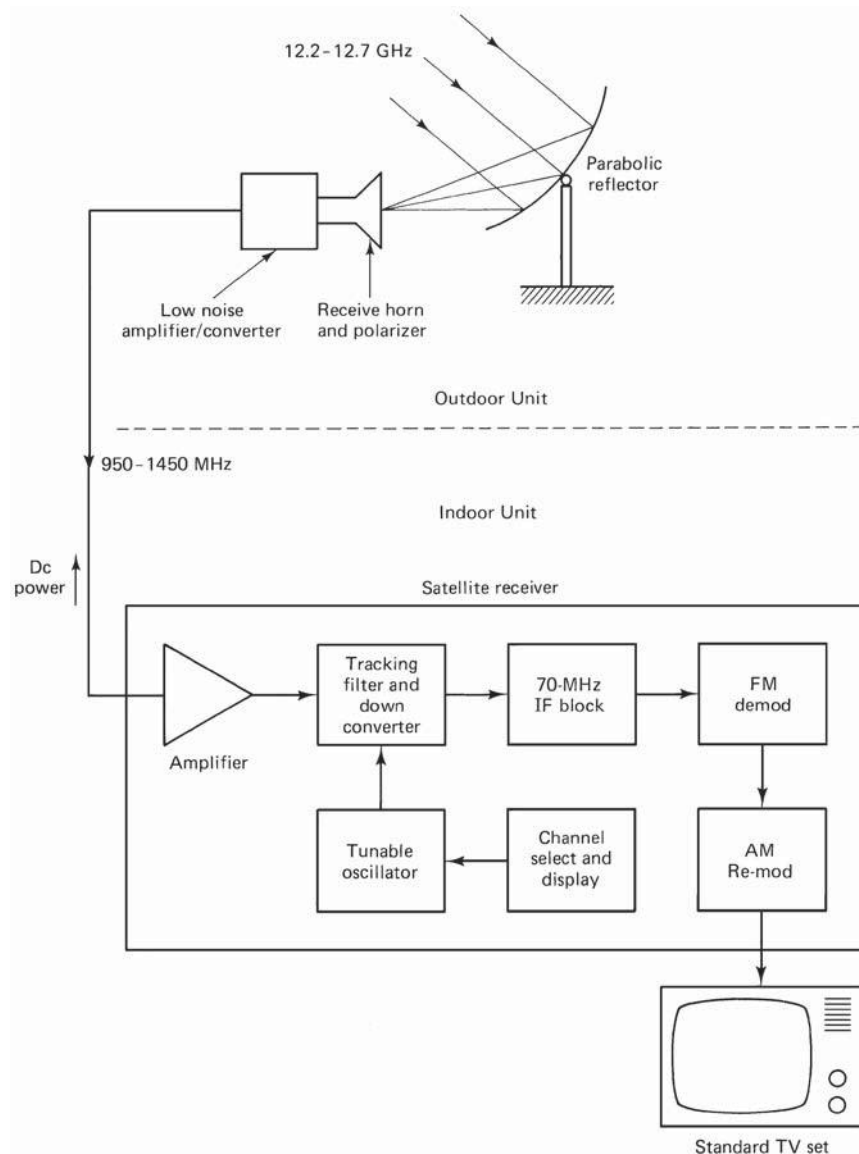 12.2-12.7 GHz
Parabolic
reflector
Low noise
amplifier/converter
Receive horn
and polarizer
Outdoor Unit
950-1450 MHz
Indoor Unit
Dc
power
Satellite receiver
Amplifier
Tracking
filter and
down
converter
70-MHz
IF block
FM
demod
Tunable
oscillator
Channel
select and
display
AM
Re-mod
Standard TV set